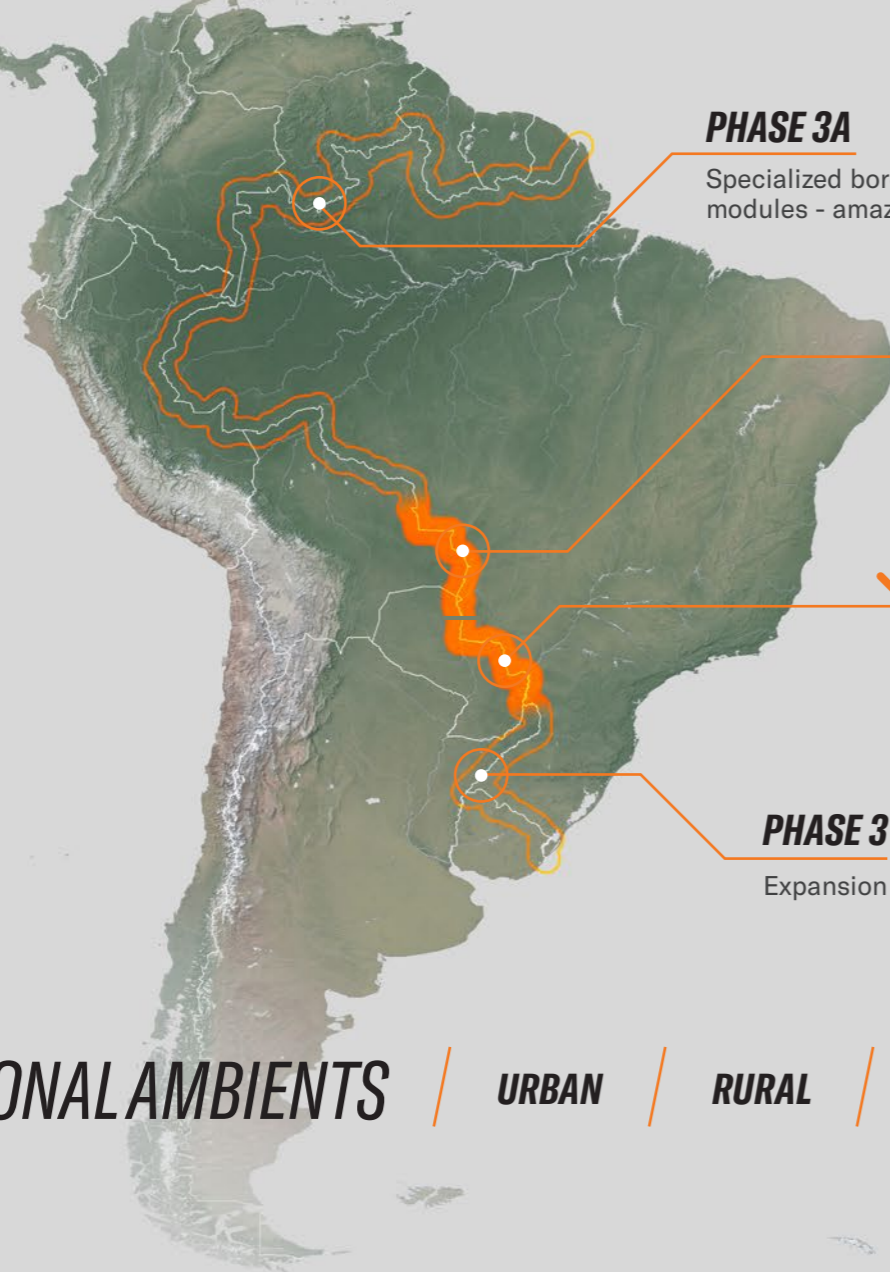 PHASE 3A
Specialized bor
modules - amaz
PHASE 3
Expansion
ONAL AMBIENTS
URBAN
RURAL